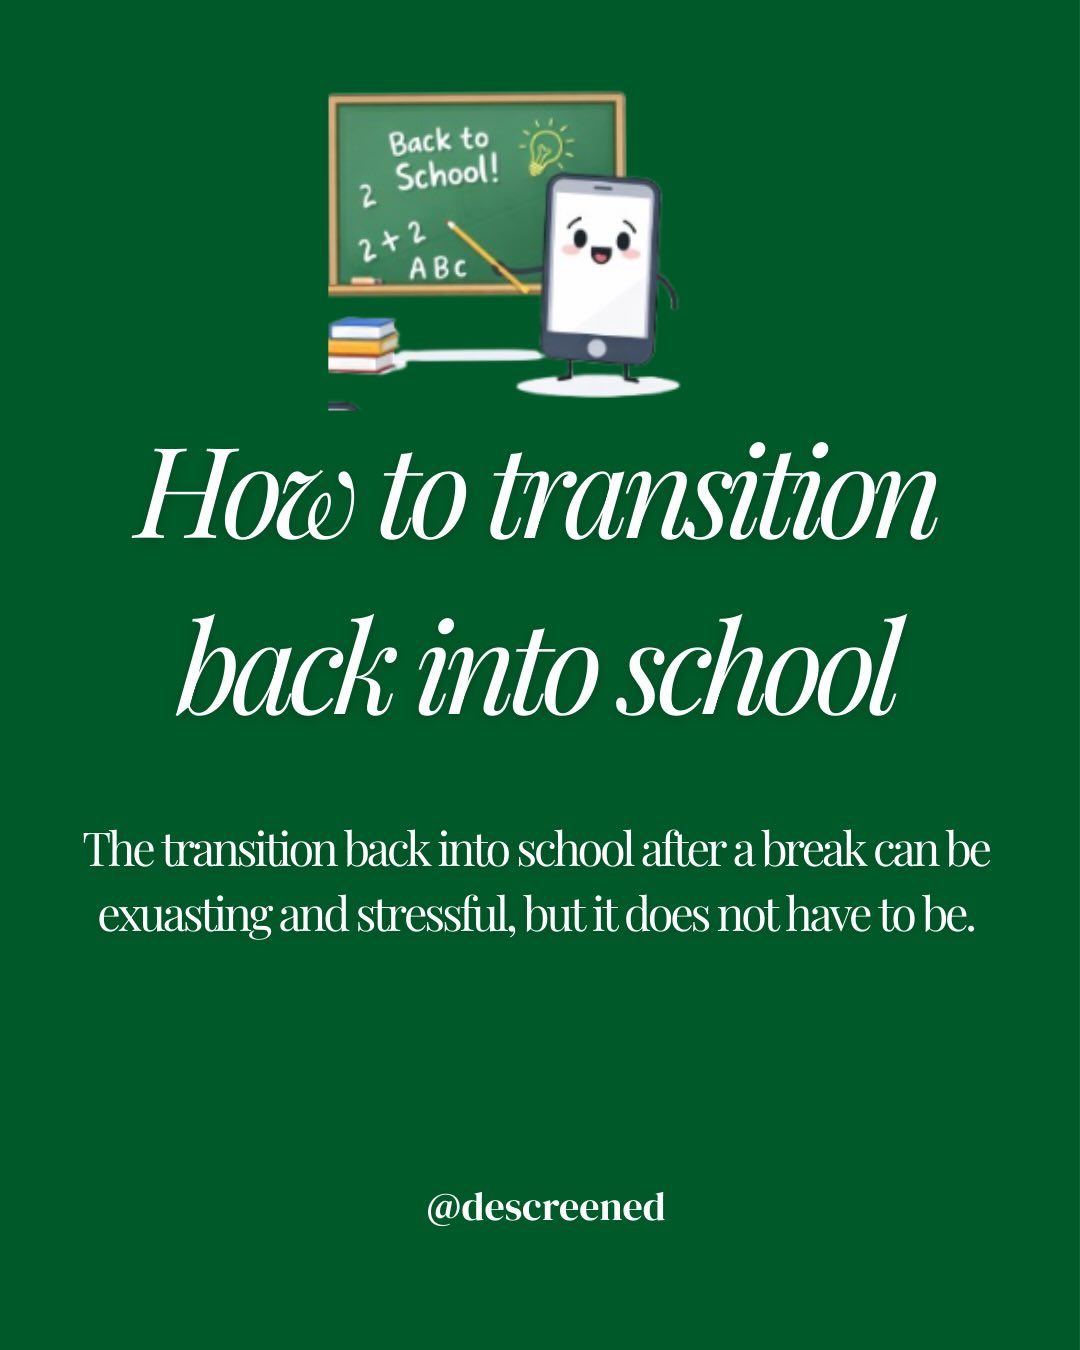 Back to
School!
2
2 + 2
ABc
How to transition
back into school
The transition back into school after a break can be
exuasting and stressful, but it does not have to be.
@descreened